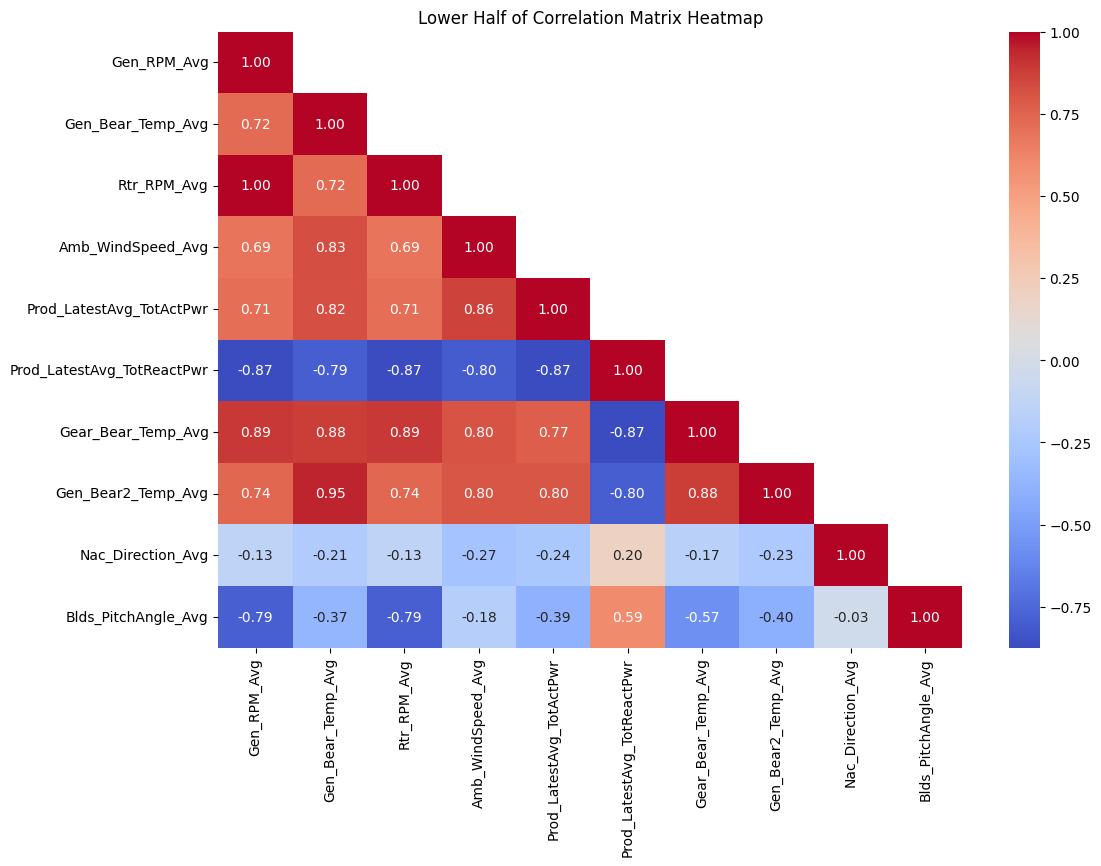 Lower Half of Correlation Matrix Heatmap
Gen_RPM_Avg 1.00
Gen_Bear_Temp_Avg 0.72 1.00
Rtr_RPM_Avg 1.00 0.72 1.00
Amb_WindSpeed_Avg 0.69 0.83 0.69 1.00
Prod_LatestAvg_TotActPwr 0.71 0.82 0.71 0.86 1.00
Prod_LatestAvg_TotReactPwr -0.87 -0.79 -0.87 -0.80 -0.87 1.00
Gear_Bear_Temp_Avg 0.89 0.88 0.89 0.80 0.77 -0.87 1.00
Gen_Bear2_Temp_Avg 0.74 0.95 0.74 0.80 0.80 -0.80 0.88 1.00
Nac_Direction_Avg -0.13 -0.21 -0.13 -0.27 -0.24 0.20 -0.17 -0.23 1.00
Blds_PitchAngle_Avg -0.79 -0.37 -0.79 -0.18 -0.39 0.59 -0.57 -0.40 -0.03 1.00
Gen_RPM_Avg
Gen_Bear_Temp_Avg
Rtr_RPM_Avg
Amb_WindSpeed_Avg
Prod_LatestAvg_TotActPwr
Prod_LatestAvg_TotReactPwr
Gear_Bear_Temp_Avg
Gen_Bear2_Temp_Avg
Nac_Direction_Avg
Blds_PitchAngle_Avg
1.00
0.75
0.50
0.25
0.00
−0.25
−0.50
−0.75